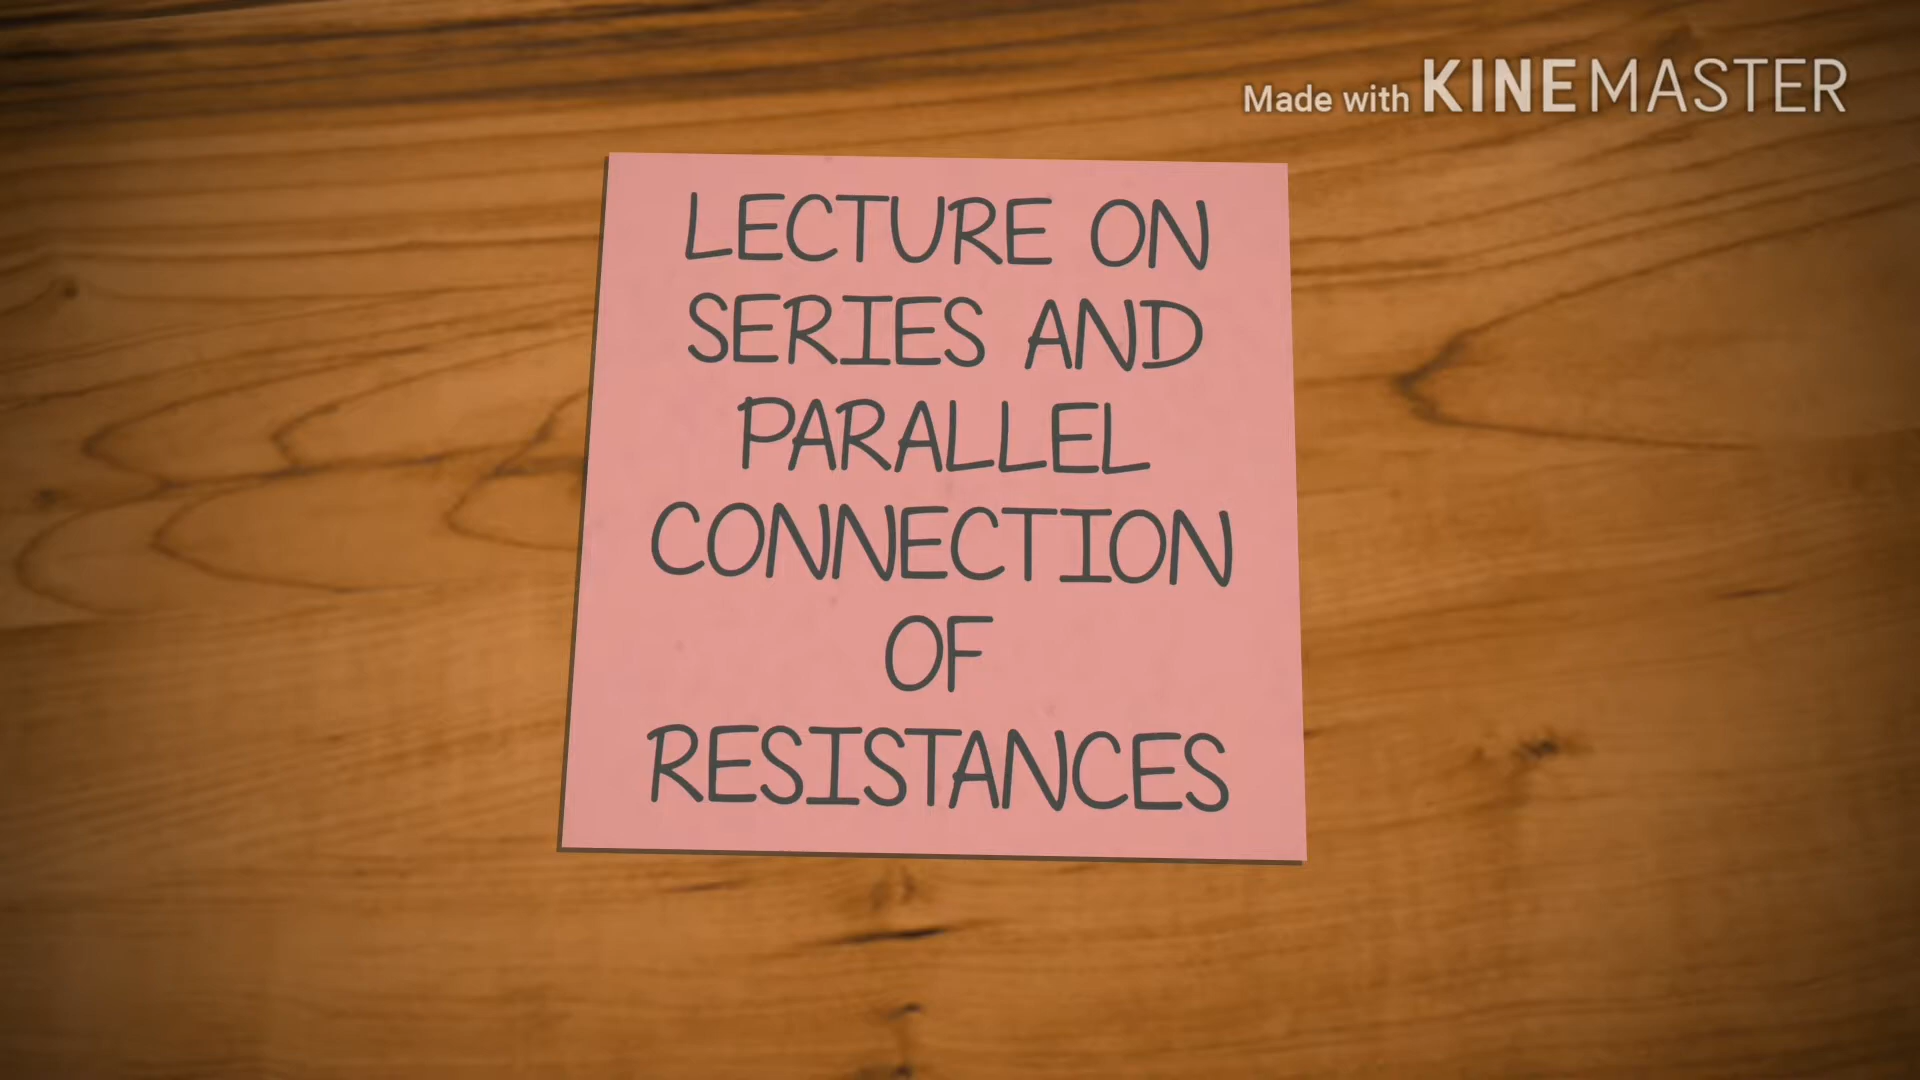 Made with KINEMASTER
LECTURE ON
SERIES AND
PARALLEL
CONNECTION
OF
RESISTANCES